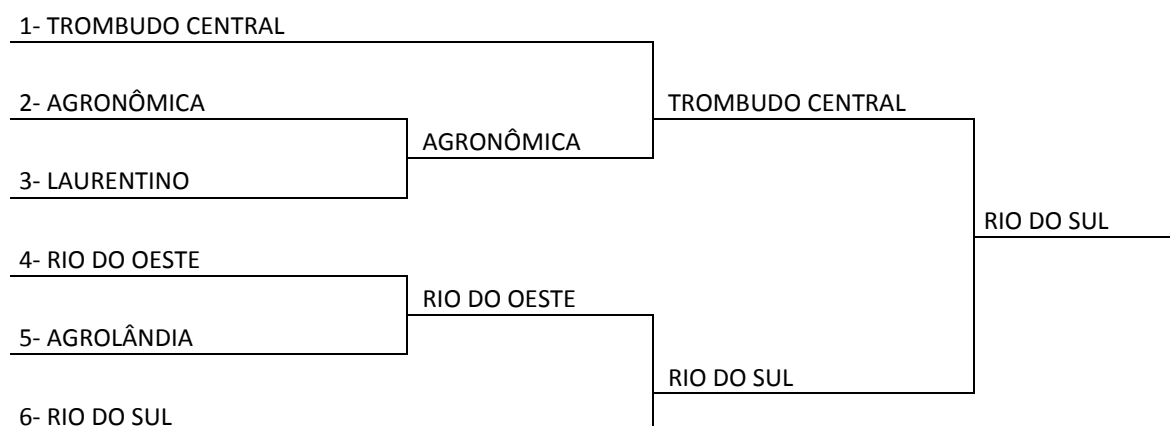 1- TROMBUDO CENTRAL
2- AGRONÔMICA
TROMBUDO CENTRAL
AGRONÔMICA
3- LAURENTINO
RIO DO SUL
4- RIO DO OESTE
RIO DO OESTE
5- AGROLÂNDIA
RIO DO SUL
6- RIO DO SUL